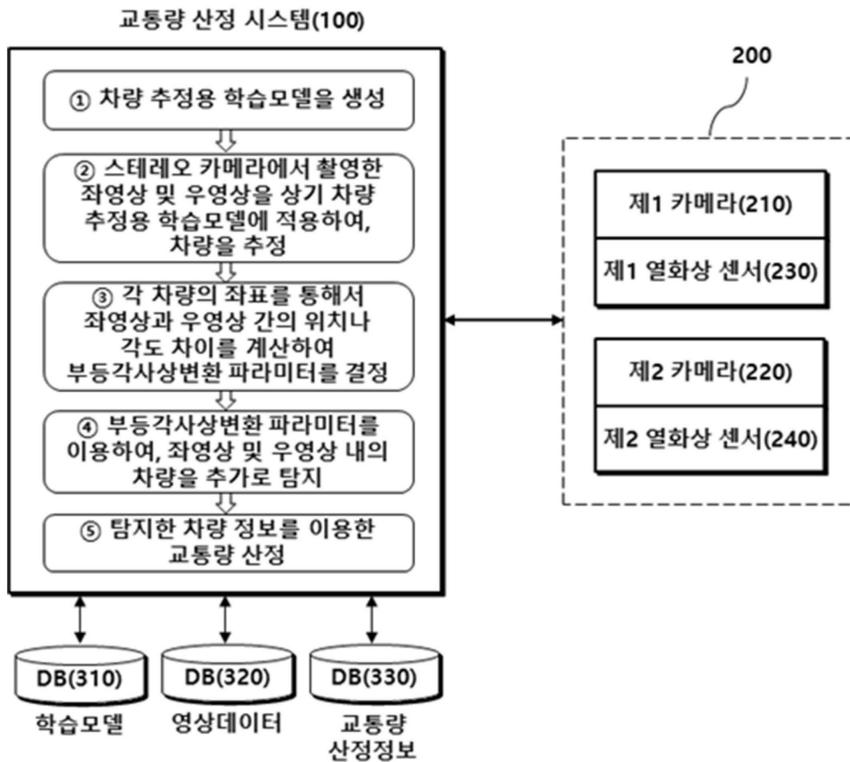 교통량 산정 시스템(100)
① 차량 추정용 학습모델을 생성
② 스테레오 카메라에서 촬영한
좌영상 및 우영상을 상기 차량
추정용 학습모델에 적용하여,
차량을 추정
③ 각 차량의 좌표를 통해서
좌영상과 우영상 간의 위치나
각도 차이를 계산하여
부등각사상변환 파라미터를 결정
④ 부등각사상변환 파라미터를
이용하여, 좌영상 및 우영상 내의
차량을 추가로 탐지
⑤ 탐지한 차량 정보를 이용한
교통량 산정
200
제1 카메라(210)
제1 열화상 센서(230)
제2 카메라(220)
제2 열화상 센서(240)
DB(310)
학습모델
DB(320)
영상데이터
DB(330)
교통량
산정정보